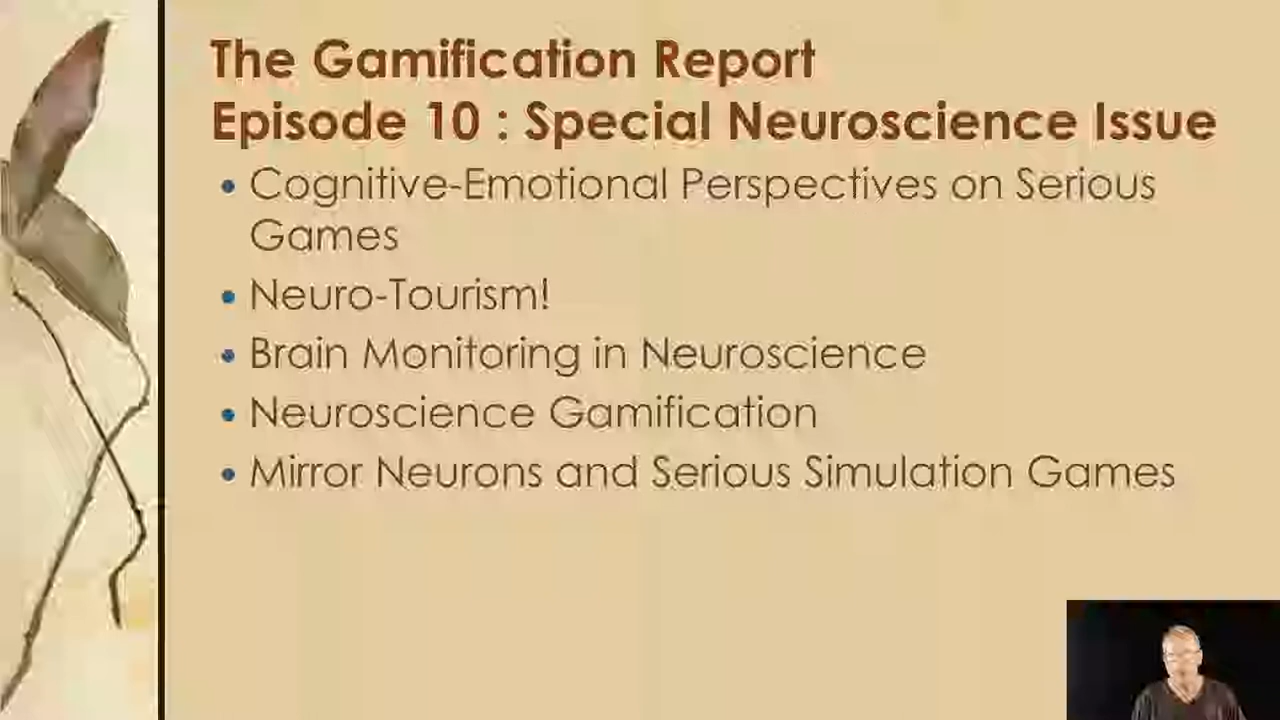 The Gamification Report
Episode 10 : Special Neuroscience Issue
• Cognitive-Emotional Perspectives on Serious
Games
• Neuro-Tourism!
• Brain Monitoring in Neuroscience
• Neuroscience Gamification
• Mirror Neurons and Serious Simulation Games